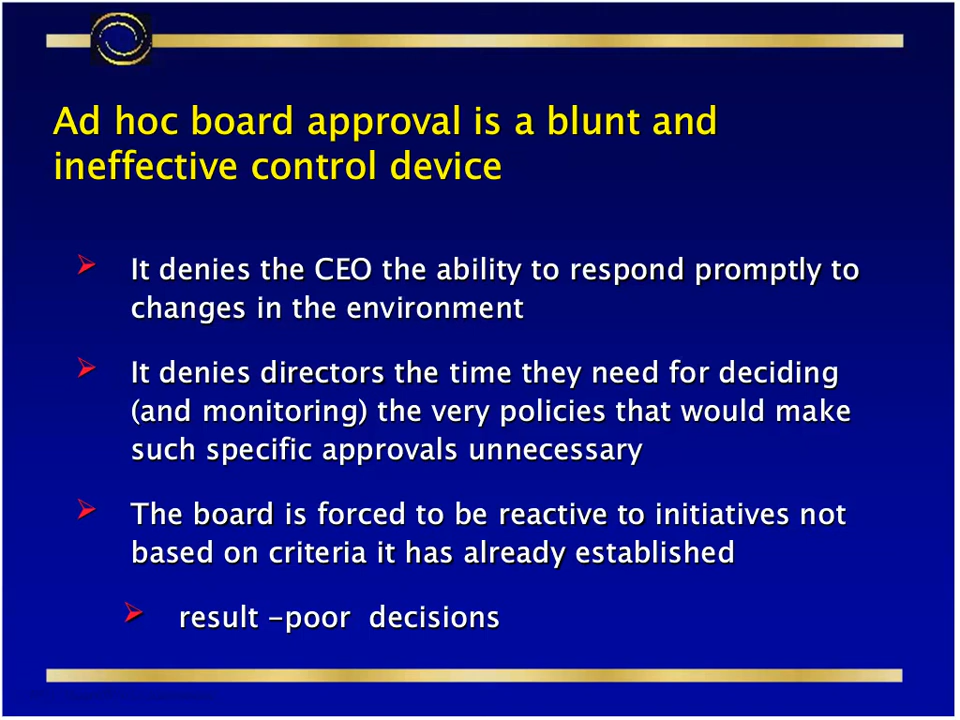 Ad hoc board approval is a blunt and
ineffective control device
It denies the CEO the ability to respond promptly to
changes in the environment
It denies directors the time they need for deciding
(and monitoring) the very policies that would make
such specific approvals unnecessary
The board is forced to be reactive to initiatives not
based on criteria it has already established
result -poor  decisions